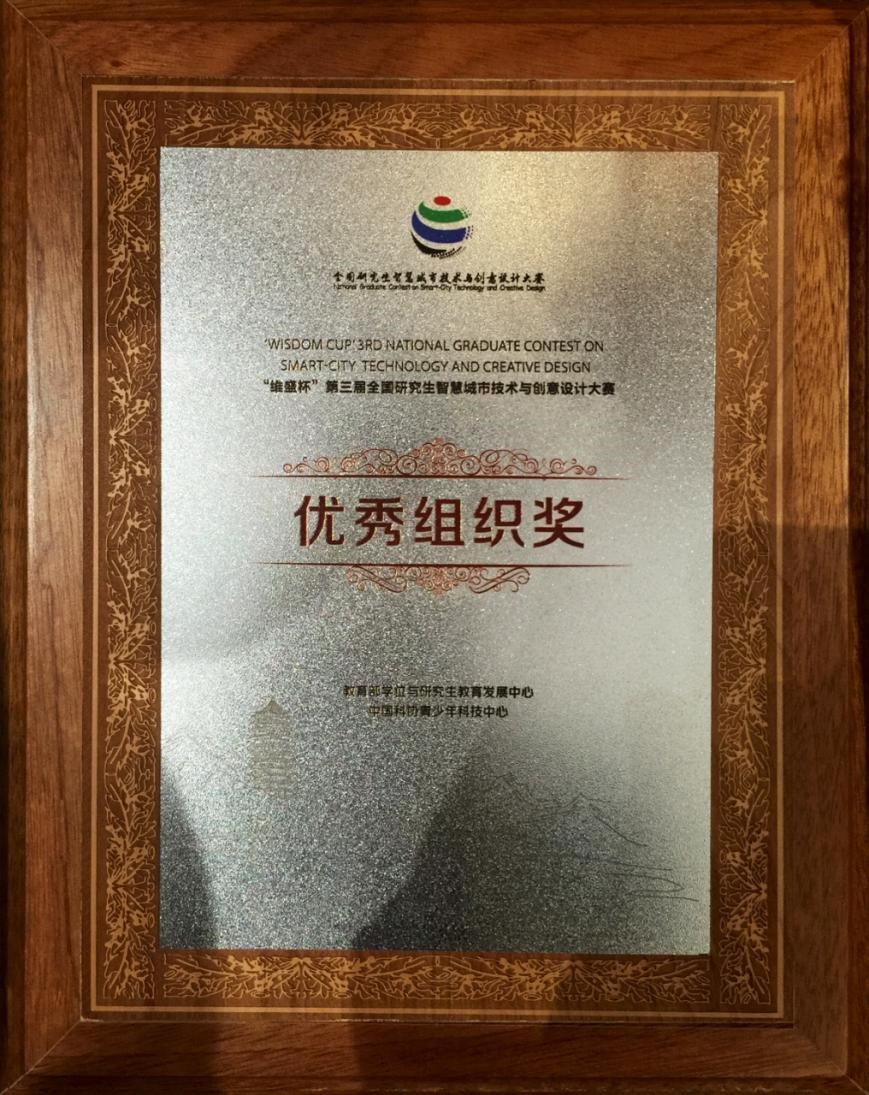 全国研究生智慧城市技术与创意设计大赛
National Graduate Contest on Smart-City Technology and Creative Design
'WISDOM CUP' 3RD NATIONAL GRADUATE CONTEST ON
SMART-CITY TECHNOLOGY AND CREATIVE DESIGN
“维盛杯”第三届全国研究生智慧城市技术与创意设计大赛
优秀组织奖
教育部学位与研究生教育发展中心
中国科协青少年科技中心